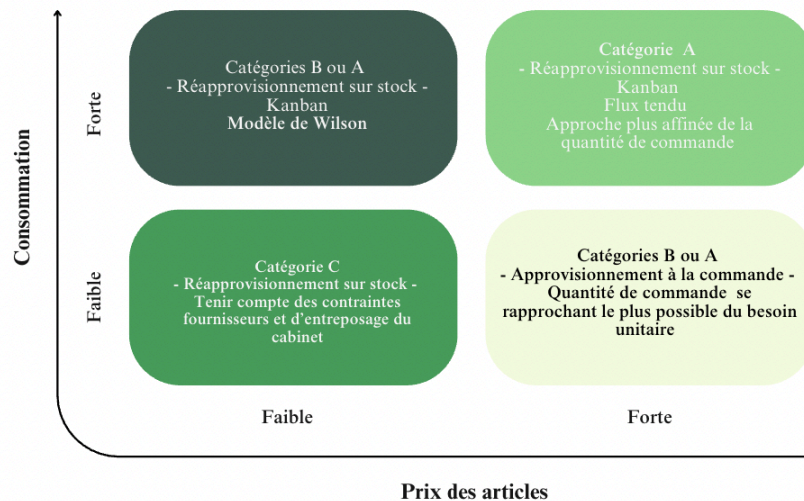 Consommation
Forte
Catégories B ou A
- Réapprovisionnement sur stock -
Kanban
Modèle de Wilson
Catégorie A
- Réapprovisionnement sur stock -
Kanban
Flux tendu
Approche plus affinée de la
quantité de commande
Faible
Catégorie C
- Réapprovisionnement sur stock -
Tenir compte des contraintes
fournisseurs et d’entreposage du
cabinet
Catégories B ou A
- Approvisionnement à la commande -
Quantité de commande se
rapprochant le plus possible du besoin
unitaire
Faible
Forte
Prix des articles